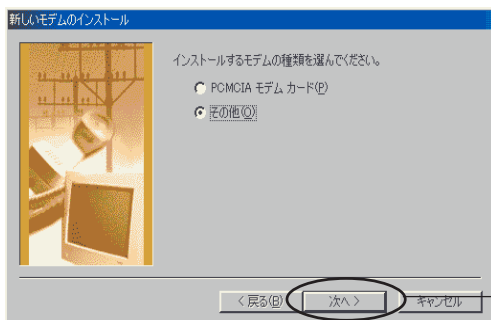 新しいモデムのインストール
インストールするモデムの種類を選んでください。
PCMCIA モデム カード(P)
その他(O)
< 戻る(B)
次へ >
キャンセル